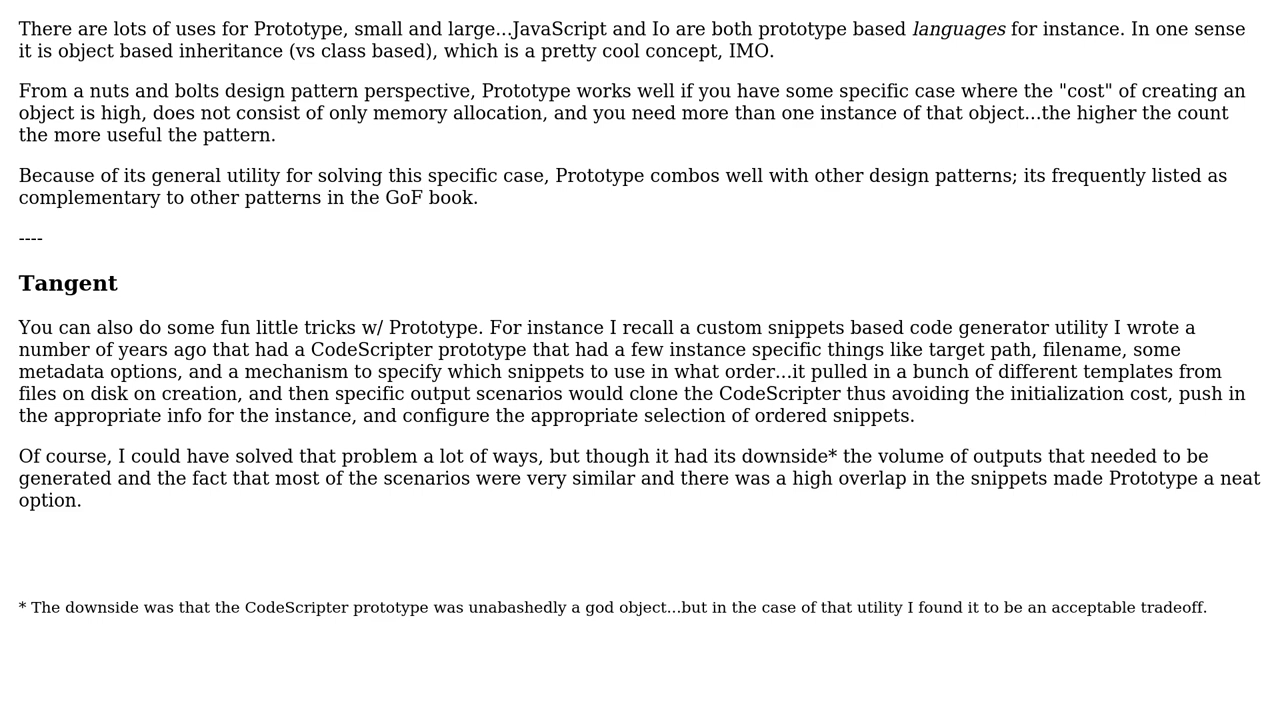 There are lots of uses for Prototype, small and large...JavaScript and Io are both prototype based languages for instance. In one sense
it is object based inheritance (vs class based), which is a pretty cool concept, IMO.
From a nuts and bolts design pattern perspective, Prototype works well if you have some specific case where the "cost" of creating an
object is high, does not consist of only memory allocation, and you need more than one instance of that object...the higher the count
the more useful the pattern.
Because of its general utility for solving this specific case, Prototype combos well with other design patterns; its frequently listed as
complementary to other patterns in the GoF book.
----
Tangent
You can also do some fun little tricks w/ Prototype. For instance I recall a custom snippets based code generator utility I wrote a
number of years ago that had a CodeScripter prototype that had a few instance specific things like target path, filename, some
metadata options, and a mechanism to specify which snippets to use in what order...it pulled in a bunch of different templates from
files on disk on creation, and then specific output scenarios would clone the CodeScripter thus avoiding the initialization cost, push in
the appropriate info for the instance, and configure the appropriate selection of ordered snippets.
Of course, I could have solved that problem a lot of ways, but though it had its downside* the volume of outputs that needed to be
generated and the fact that most of the scenarios were very similar and there was a high overlap in the snippets made Prototype a neat
option.
* The downside was that the CodeScripter prototype was unabashedly a god object...but in the case of that utility I found it to be an acceptable tradeoff.